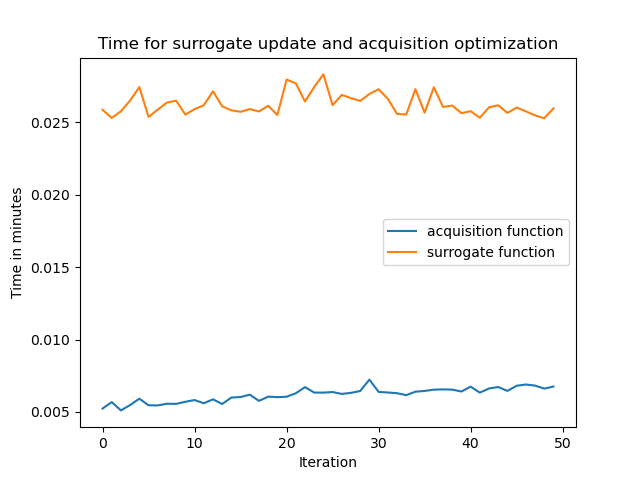 Time for surrogate update and acquisition optimization
Time in minutes
0.025
0.020
0.015
0.010
0.005
acquisition function
surrogate function
0 10 20 30 40 50
Iteration